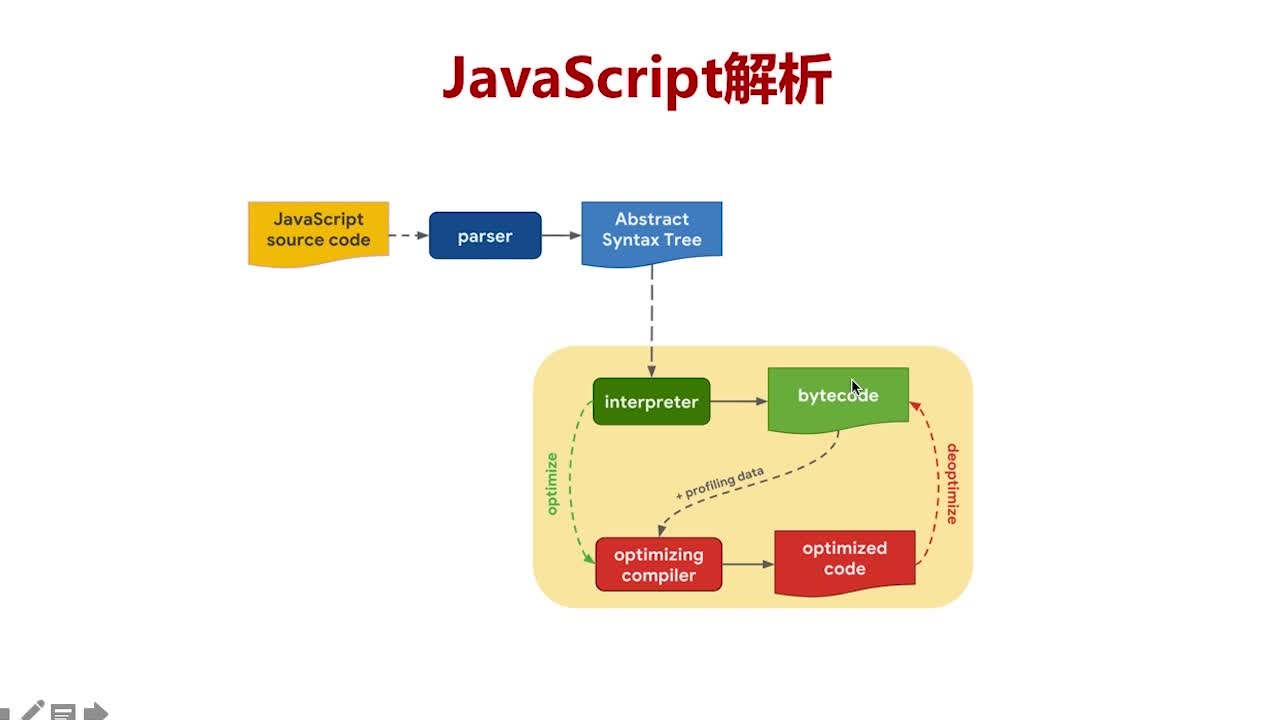 JavaScript解析
JavaScript
source code
parser
Abstract
Syntax Tree
interpreter
bytecode
optimize
+ profiling data
deoptimize
optimizing
compiler
optimized
code